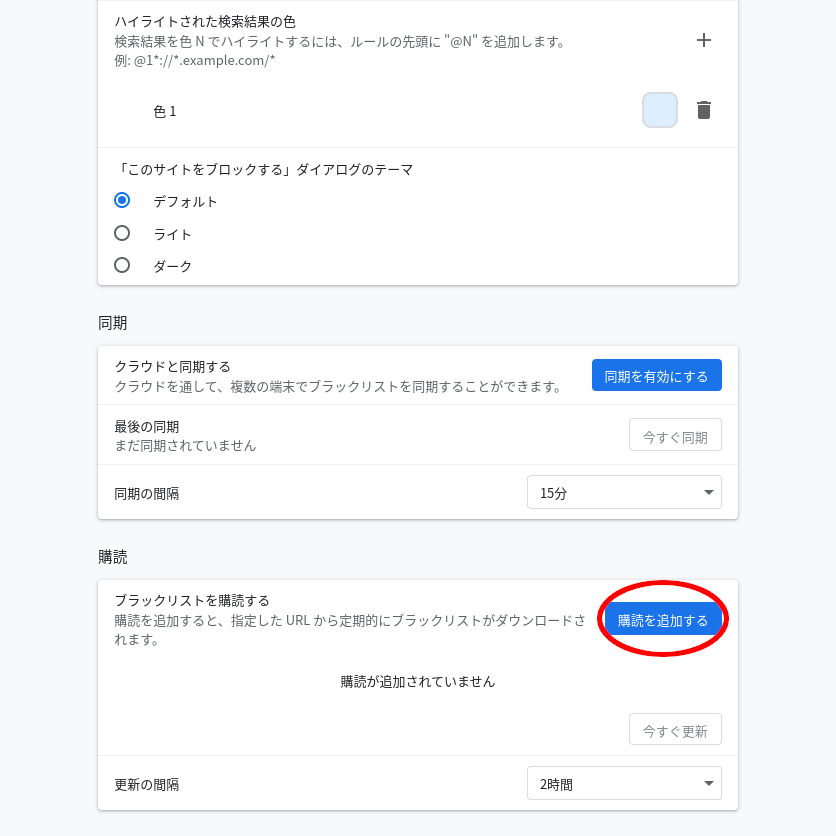 ハイライトされた検索結果の色
検索結果を色 N でハイライトするには、ルールの先頭に "@N" を追加します。
例: @1*://*.example.com/*
色 1
「このサイトをブロックする」ダイアログのテーマ
デフォルト
ライト
ダーク
同期
クラウドと同期する
クラウドを通して、複数の端末でブラックリストを同期することができます。
同期を有効にする
最後の同期
まだ同期されていません
今すぐ同期
同期の間隔
15分
購読
ブラックリストを購読する
購読を追加すると、指定した URL から定期的にブラックリストがダウンロードさ
れます。
購読を追加する
購読が追加されていません
今すぐ更新
更新の間隔
2時間